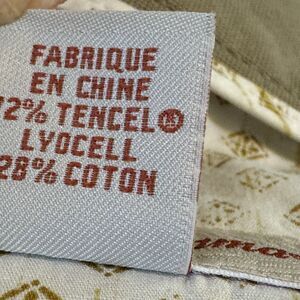 FABRIQUE
EN CHINE
72% TENCEL®
LYOCELL
28% COTON